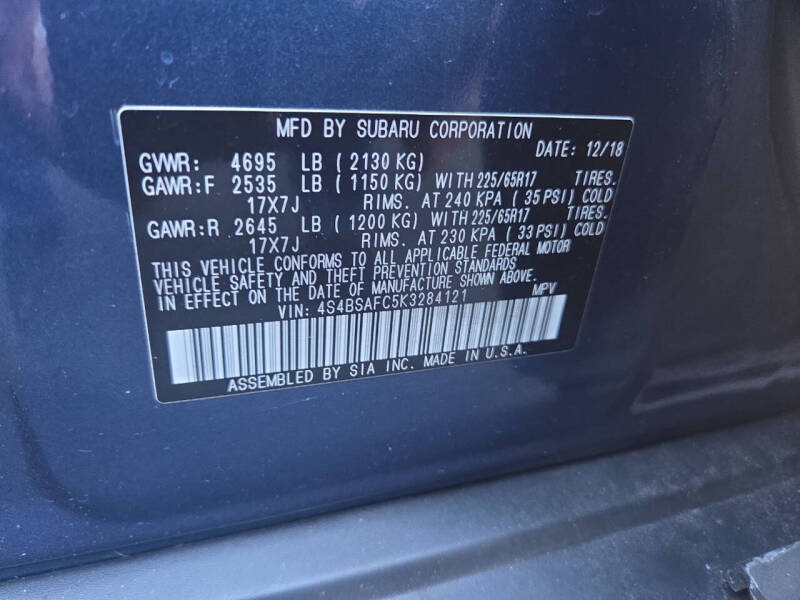 MFD BY SUBARU CORPORATION
DATE: 12/18
GVWR: 4695 LB ( 2130 KG)
GAWR:F 2535 LB ( 1150 KG) WITH 225/65R17 TIRES.
17X7J RIMS. AT 240 KPA ( 35 PSI) COLD
GAWR:R 2645 LB ( 1200 KG) WITH 225/65R17 TIRES.
17X7J RIMS. AT 230 KPA ( 33 PSI) COLD
THIS VEHICLE CONFORMS TO ALL APPLICABLE FEDERAL MOTOR
VEHICLE SAFETY AND THEFT PREVENTION STANDARDS
IN EFFECT ON THE DATE OF MANUFACTURE SHOWN ABOVE.
VIN: 4S4BSAFC5K3284121 MPV
ASSEMBLED BY SIA INC. MADE IN U.S.A.